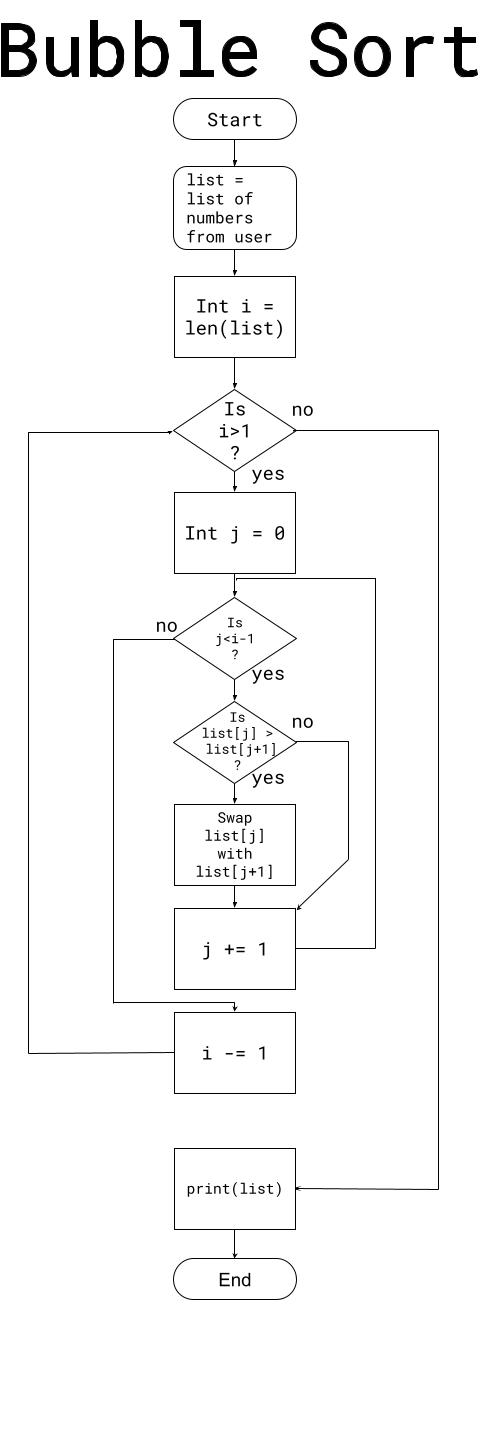 Bubble Sort
Start
list =
list of
numbers
from user
Int i =
len(list)
Is
i>1
?
no
yes
Int j = 0
Is
j<i-1
?
no
yes
Is
list[j] >
list[j+1]
?
no
yes
Swap
list[j]
with
list[j+1]
j += 1
i -= 1
print(list)
End